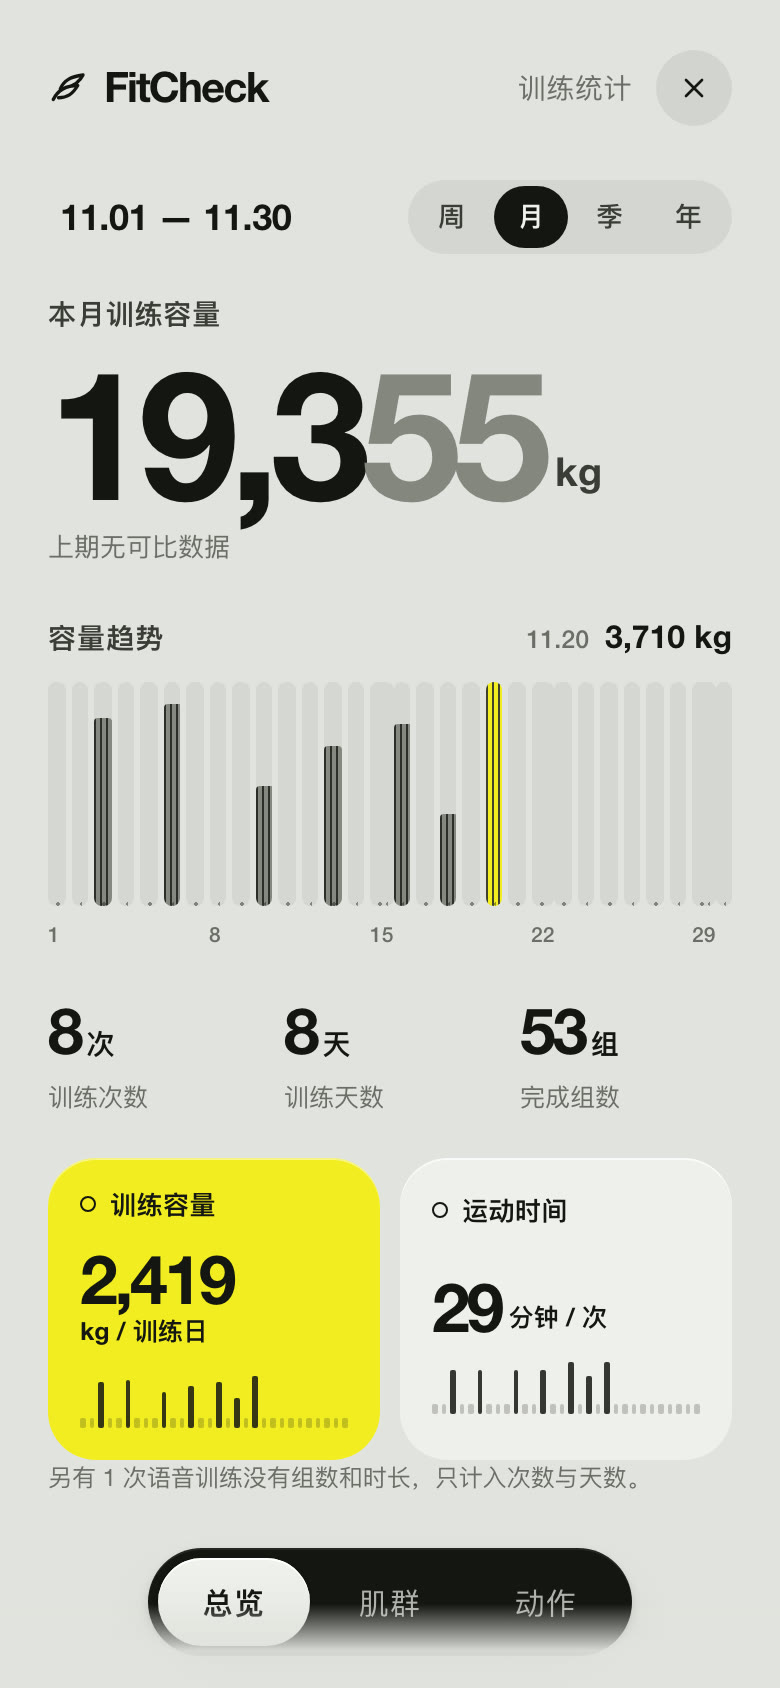 FitCheck 训练统计
11.01 — 11.30 周 月 季 年
本月训练容量
19,355 kg
上期无可比数据
容量趋势 11.20 3,710 kg
1 8 15 22 29
8次 8天 53组
训练次数 训练天数 完成组数
训练容量 运动时间
2,419
kg / 训练日
29 分钟 / 次
另有 1 次语音训练没有组数和时长，只计入次数与天数。
总览 肌群 动作